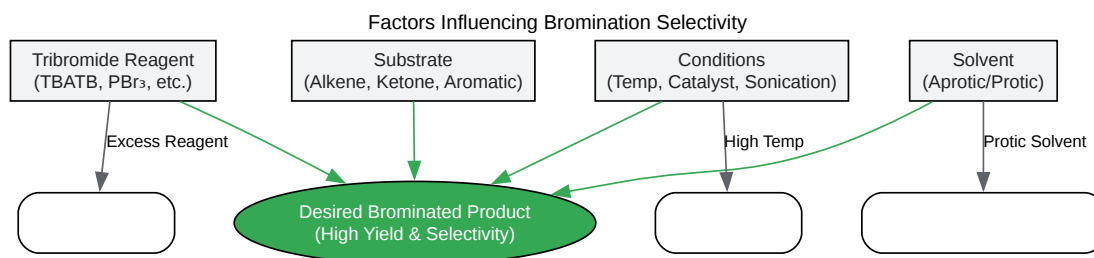 Factors Influencing Bromination Selectivity
Tribromide Reagent
(TBATB, PBr₃, etc.)
Substrate
(Alkene, Ketone, Aromatic)
Conditions
(Temp, Catalyst, Sonication)
Solvent
(Aprotic/Protic)
Excess Reagent
High Temp
Protic Solvent
Desired Brominated Product
(High Yield & Selectivity)